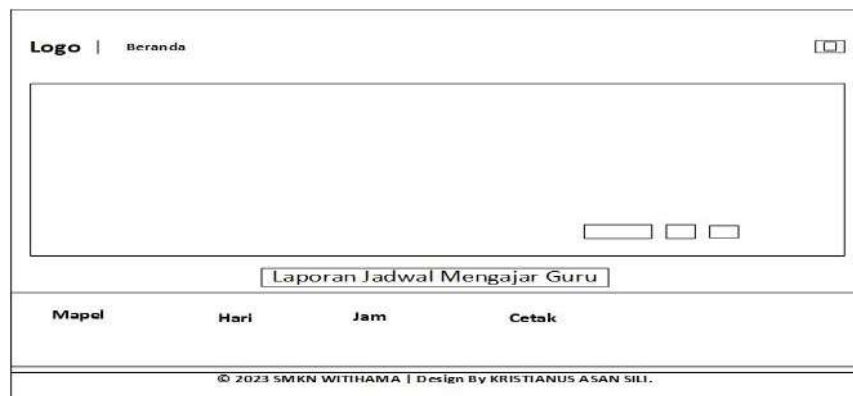 Logo | Beranda
Laporan Jadwal Mengajar Guru
Mapel Hari Jam Cetak
© 2023 SMKN WITIHAMA | Design By KRISTIANUS ASAN SILI.